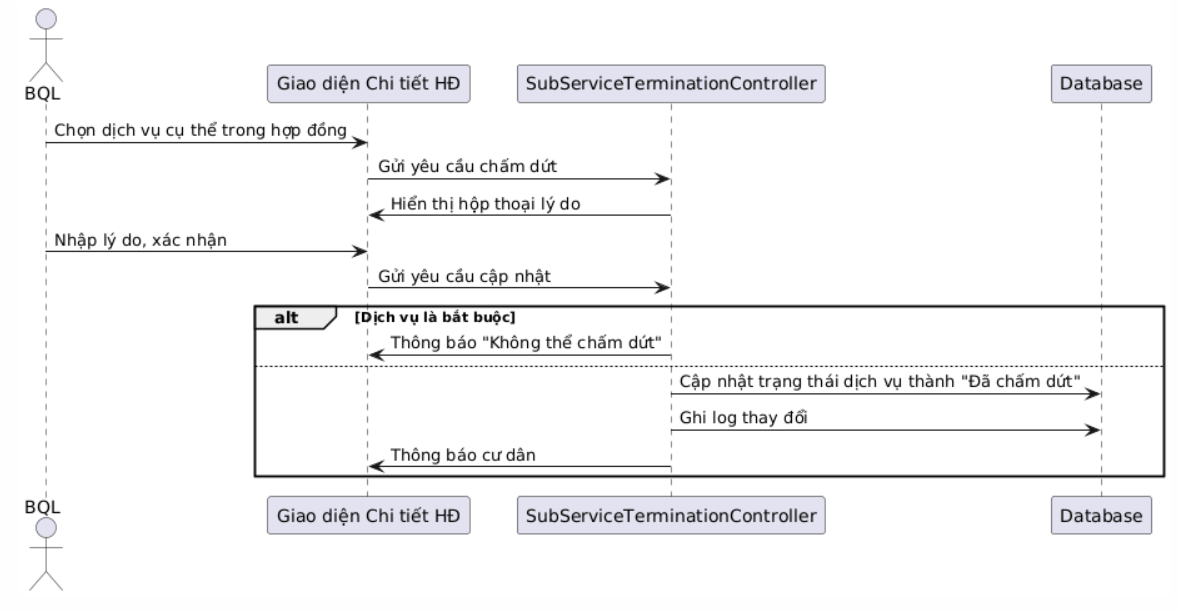 BQL
Giao diện Chi tiết HĐ
SubServiceTerminationController
Database
Chọn dịch vụ cụ thể trong hợp đồng
Gửi yêu cầu chấm dứt
Hiển thị hộp thoại lý do
Nhập lý do, xác nhận
Gửi yêu cầu cập nhật
alt
[Dịch vụ là bắt buộc]
Thông báo "Không thể chấm dứt"
Cập nhật trạng thái dịch vụ thành "Đã chấm dứt"
Ghi log thay đổi
Thông báo cư dân
BQL
Giao diện Chi tiết HĐ
SubServiceTerminationController
Database